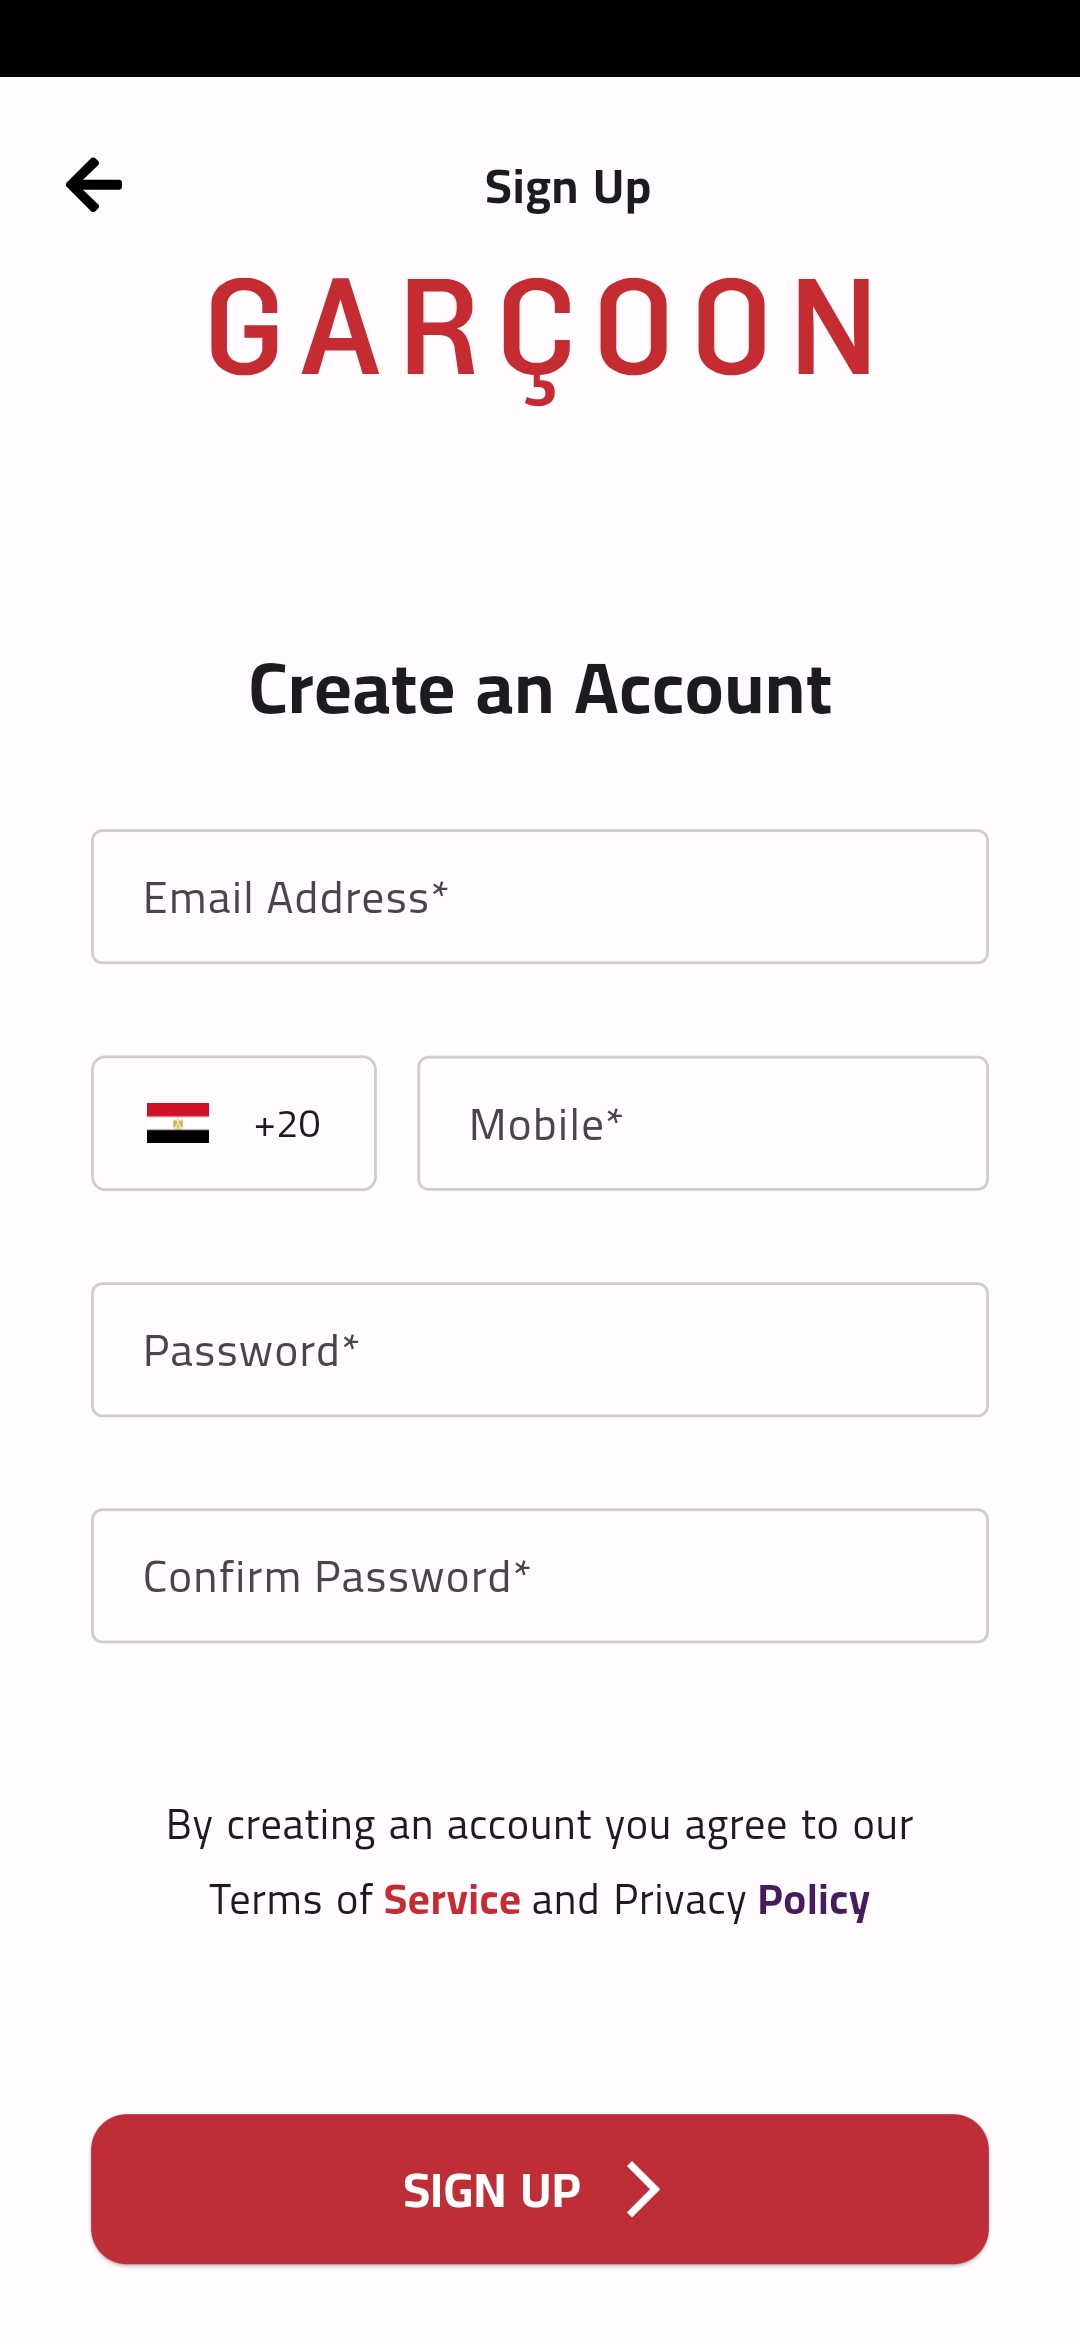 Sign Up
GARÇOON
Create an Account
Email Address*
+20 Mobile*
Password*
Confirm Password*
By creating an account you agree to our
Terms of Service and Privacy Policy
SIGN UP